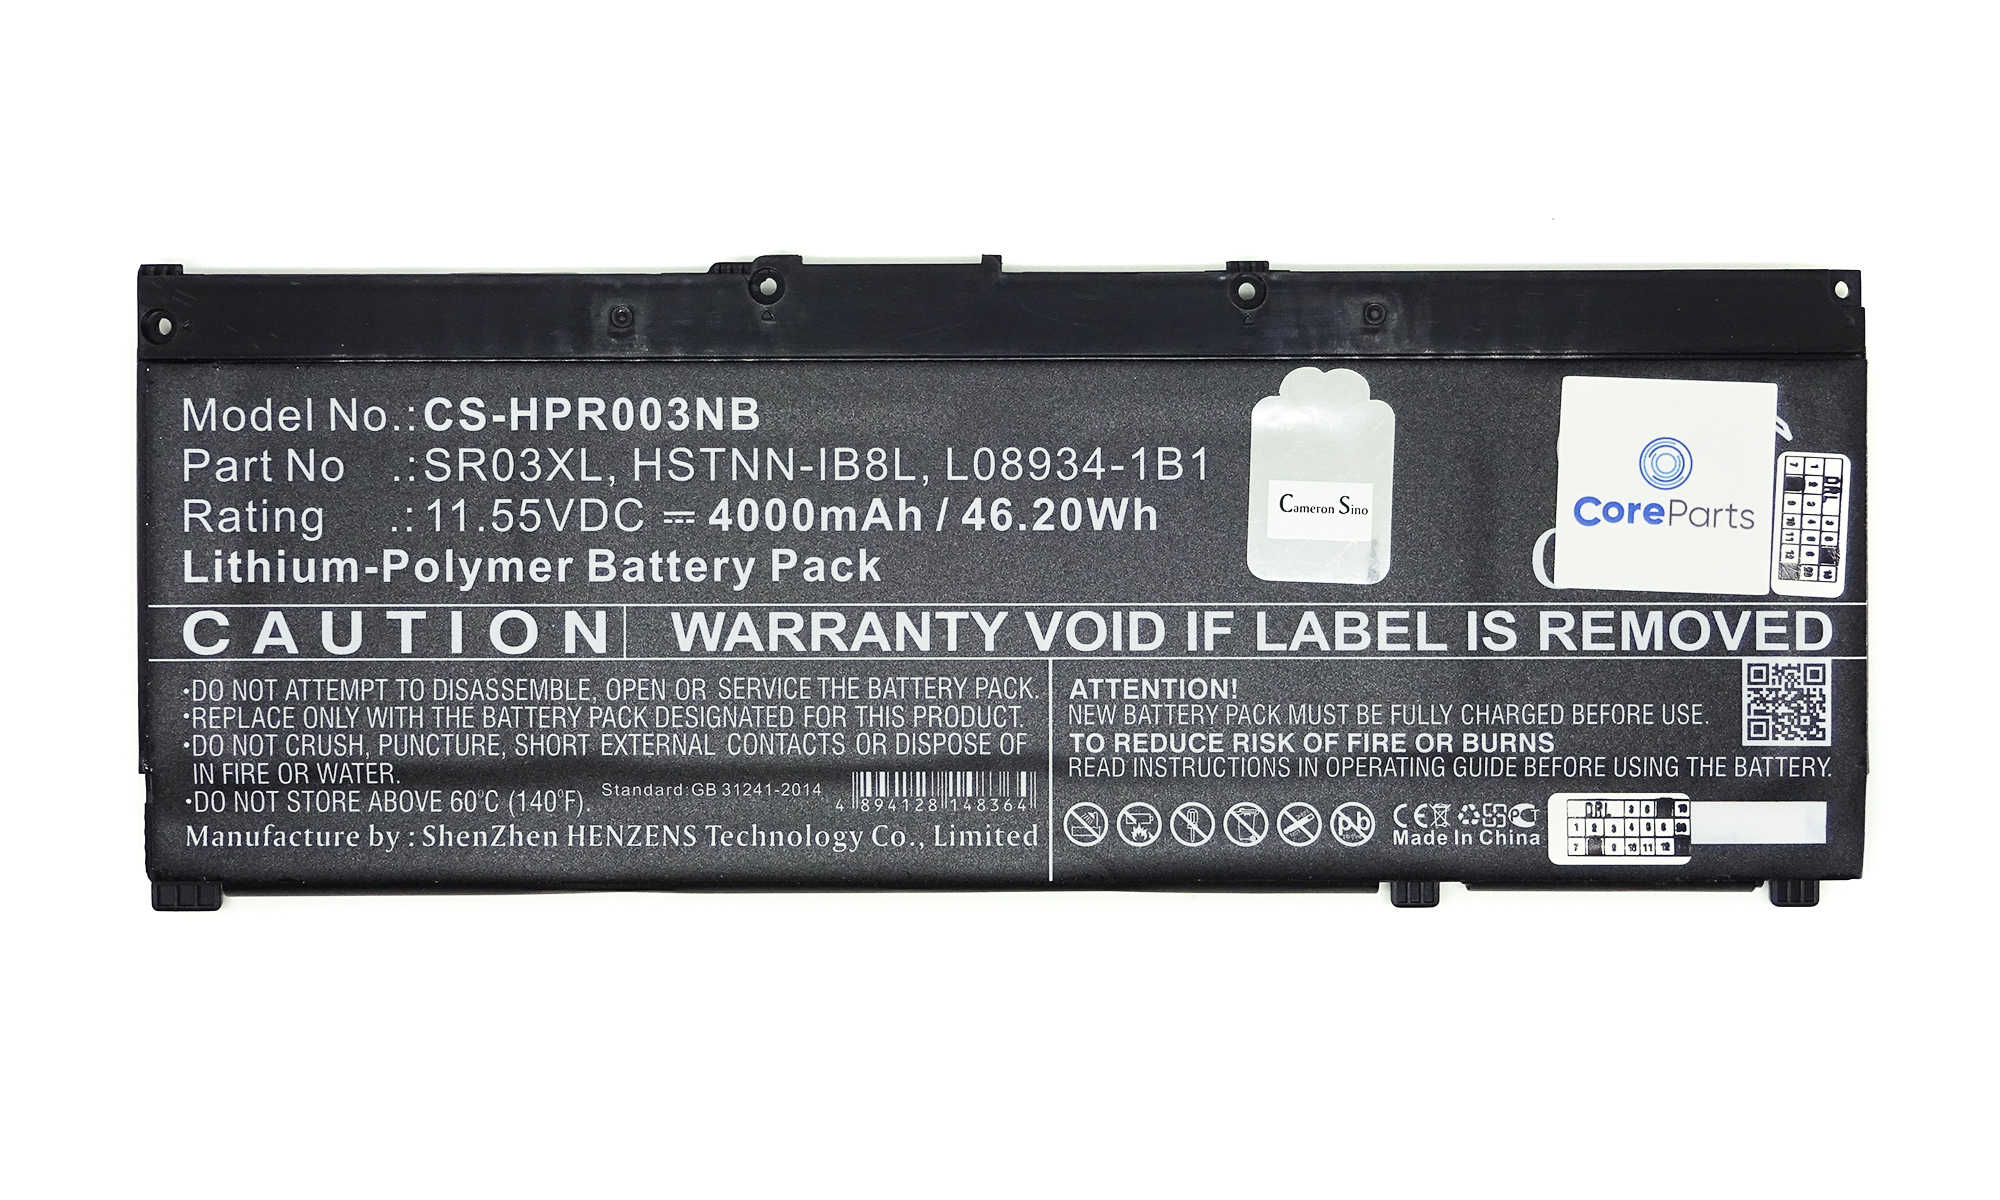 Model No.:CS-HPR003NB
Part No .:SR03XL, HSTNN-IB8L, L08934-1B1
Rating .:11.55VDC ⎓ 4000mAh / 46.20Wh
Lithium-Polymer Battery Pack
Cameron Sino
CoreParts
CAUTION
WARRANTY VOID IF LABEL IS REMOVED
•DO NOT ATTEMPT TO DISASSEMBLE, OPEN OR SERVICE THE BATTERY PACK.
•REPLACE ONLY WITH THE BATTERY PACK DESIGNATED FOR THIS PRODUCT.
•DO NOT CRUSH, PUNCTURE, SHORT EXTERNAL CONTACTS OR DISPOSE OF
IN FIRE OR WATER.
•DO NOT STORE ABOVE 60°C (140°F).
Standard:GB 31241-2014
4 894128 148364
Manufacture by : ShenZhen HENZENS Technology Co., Limited
ATTENTION!
NEW BATTERY PACK MUST BE FULLY CHARGED BEFORE USE.
TO REDUCE RISK OF FIRE OR BURNS
READ INSTRUCTIONS IN OPERATING GUIDE BEFORE USING THE BATTERY.
Pb
CE
Made In China
DRL